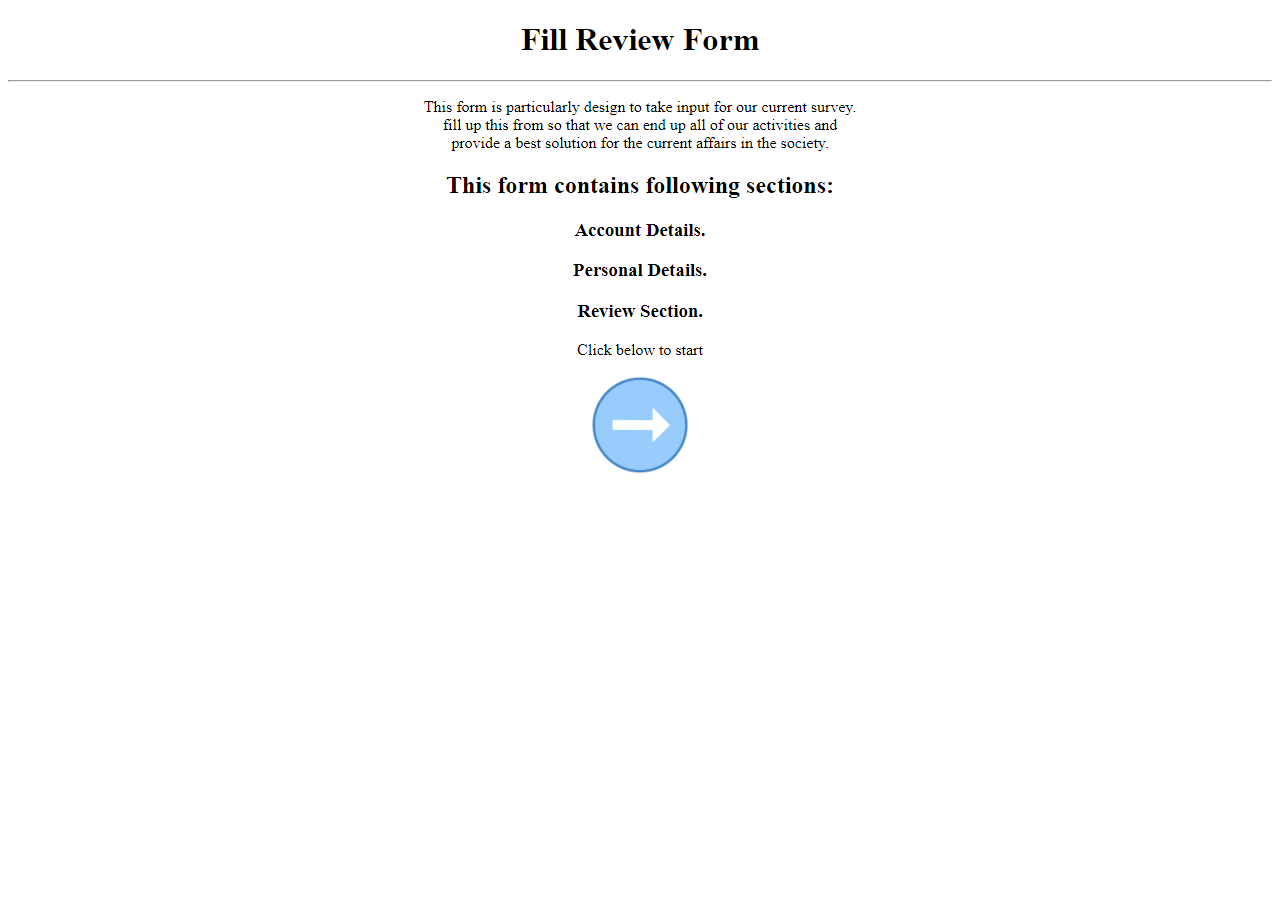 Fill Review Form
This form is particularly design to take input for our current survey.
fill up this from so that we can end up all of our activities and
provide a best solution for the current affairs in the society.
This form contains following sections:
Account Details.
Personal Details.
Review Section.
Click below to start